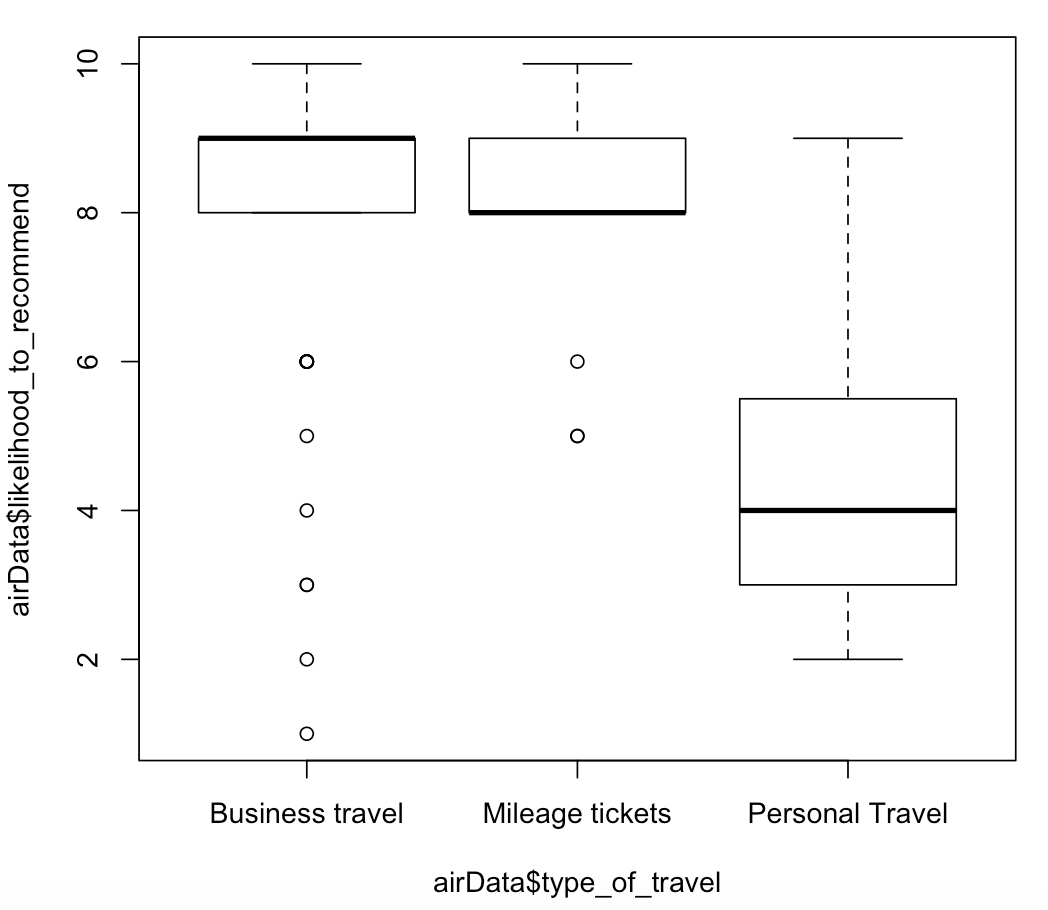 airData$likelihood_to_recommend
10
8
6
4
2
Business travel
Mileage tickets
Personal Travel
airData$type_of_travel